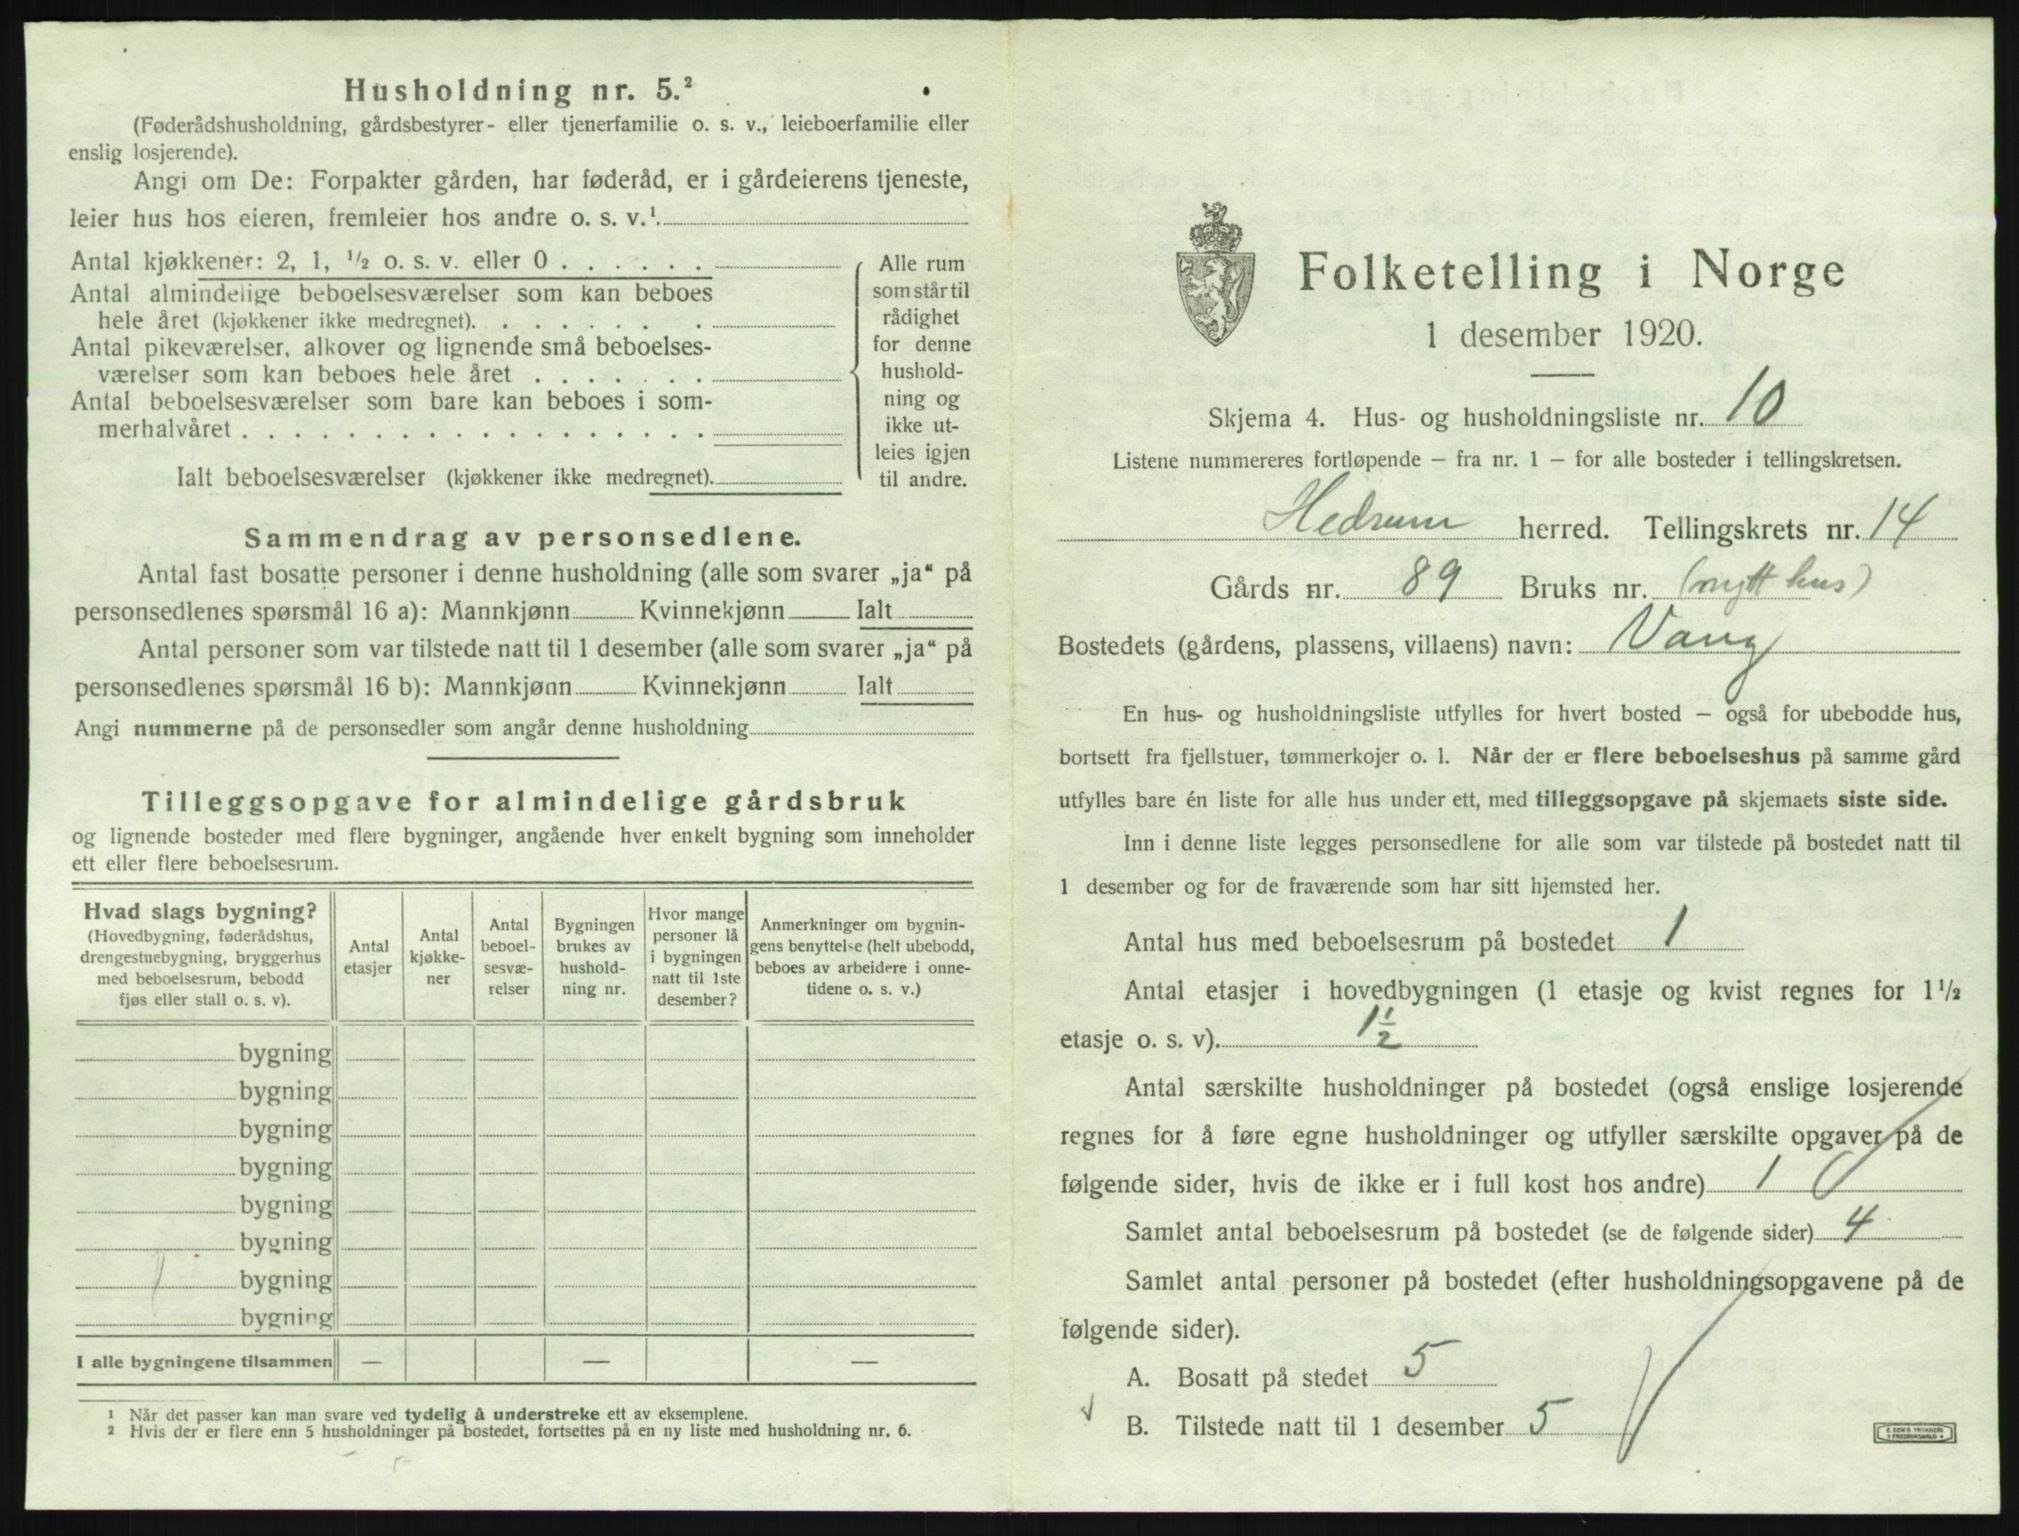 Husholdning nr. 5.²
(Føderådshusholdning, gårdsbestyrer- eller tjenerfamilie o. s. v., leieboerfamilie eller
enslig losjerende).
Angi om De: Forpakter gården, har føderåd, er i gårdeierens tjeneste,
leier hus hos eieren, fremleier hos andre o. s. v.¹.
Antal kjøkkener: 2, 1, ½ o. s. v. eller 0 . . . . . .
Antal almindelige beboelsesværelser som kan beboes
hele året (kjøkkener ikke medregnet). . . . . . . .
Antal pikeværelser, alkover og lignende små beboelses-
værelser som kan beboes hele året . . . . . . .
Antal beboelsesværelser som bare kan beboes i som-
merhalvåret . . . . . . . . . . . . . . . . . .
Ialt beboelsesværelser (kjøkkener ikke medregnet).
Alle rum
som står til
rådighet
for denne
hushold-
ning og
ikke ut-
leies igjen
til andre.
Sammendrag av personsedlene.
Antal fast bosatte personer i denne husholdning (alle som svarer „ja“ på
personsedlenes spørsmål 16 a): Mannkjønn Kvinnekjønn Ialt
Antal personer som var tilstede natt til 1 desember (alle som svarer „ja“ på
personsedlenes spørsmål 16 b): Mannkjønn Kvinnekjønn Ialt
Angi nummerne på de personsedler som angår denne husholdning
Tilleggsopgave for almindelige gårdsbruk
og lignende bosteder med flere bygninger, angående hver enkelt bygning som inneholder
ett eller flere beboelsesrum.
Hvad slags bygning?
(Hovedbygning, føderådshus,
drengestuebygning, bryggerhus
med beboelsesrum, bebodd
fjøs eller stall o. s. v).
Antal
etasjer
Antal
kjøkke-
ner
Antal
beboel-
sesvæ-
relser
Bygningen
brukes av
hushold-
ning nr.
Hvor mange
personer lå
i bygningen
natt til 1ste
desember?
Anmerkninger om bygnin-
gens benyttelse (helt ubebodd,
beboes av arbeidere i onne-
tidene o. s. v.)
bygning
bygning
bygning
bygning
bygning
bygning
bygning
bygning
I alle bygningene tilsammen — — —
¹ Når det passer kan man svare ved tydelig å understreke ett av eksemplene.
² Hvis der er flere enn 5 husholdninger på bostedet, fortsettes på en ny liste med husholdning nr. 6.
Folketelling i Norge
1 desember 1920.
Skjema 4. Hus- og husholdningsliste nr. 10
Listene nummereres fortløpende – fra nr. 1 – for alle bosteder i tellingskretsen.
Hedrum herred. Tellingskrets nr. 14
Gårds nr. 89 Bruks nr. (nytt hus)
Bostedets (gårdens, plassens, villaens) navn: Vang
En hus- og husholdningsliste utfylles for hvert bosted – også for ubebodde hus,
bortsett fra fjellstuer, tømmerkojer o. l. Når der er flere beboelseshus på samme gård
utfylles bare én liste for alle hus under ett, med tilleggsopgave på skjemaets siste side.
Inn i denne liste legges personsedlene for alle som var tilstede på bostedet natt til
1 desember og for de fraværende som har sitt hjemsted her.
Antal hus med beboelsesrum på bostedet 1
Antal etasjer i hovedbygningen (1 etasje og kvist regnes for 1½
etasje o. s. v). 1½
Antal særskilte husholdninger på bostedet (også enslige losjerende
regnes for å føre egne husholdninger og utfyller særskilte opgaver på de
følgende sider, hvis de ikke er i full kost hos andre) 1
Samlet antal beboelsesrum på bostedet (se de følgende sider) 4
Samlet antal personer på bostedet (efter husholdningsopgavene på de
følgende sider).
A. Bosatt på stedet 5
B. Tilstede natt til 1 desember 5